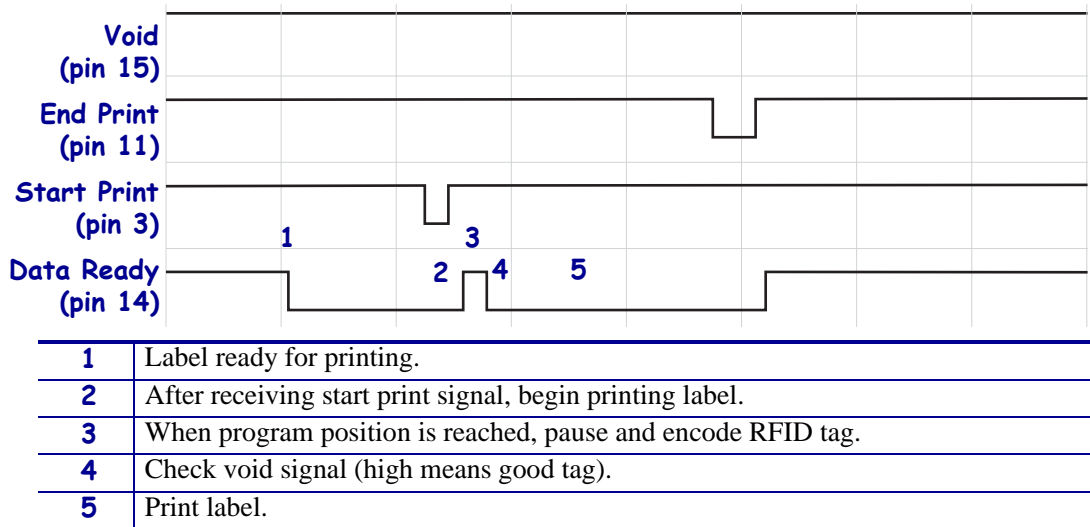 Void
(pin 15)
End Print
(pin 11)
Start Print
(pin 3)
1
3
Data Ready
(pin 14)
2
4
5
1 Label ready for printing.
2 After receiving start print signal, begin printing label.
3 When program position is reached, pause and encode RFID tag.
4 Check void signal (high means good tag).
5 Print label.